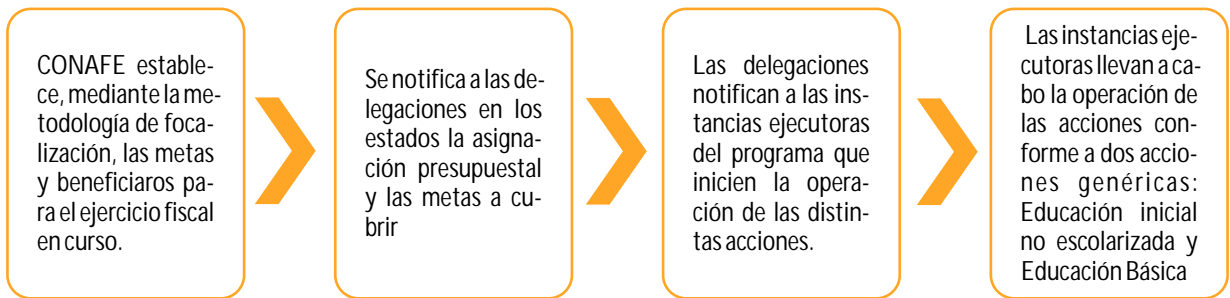 CONAFE estable-
ce, mediante la me-
todología de foca-
lización, las metas
y beneficiaros pa-
ra el ejercicio fiscal
en curso.
Se notifica a las de-
legaciones en los
estados la asigna-
ción presupuestal
y las metas a cu-
brir
Las delegaciones
notifican a las ins-
tancias ejecutoras
del programa que
inicien la opera-
ción de las distin-
tas acciones.
Las instancias eje-
cutoras llevan a ca-
bo la operación de
las acciones con-
forme a dos accio-
nes genéricas:
Educación inicial
no escolarizada y
Educación Básica